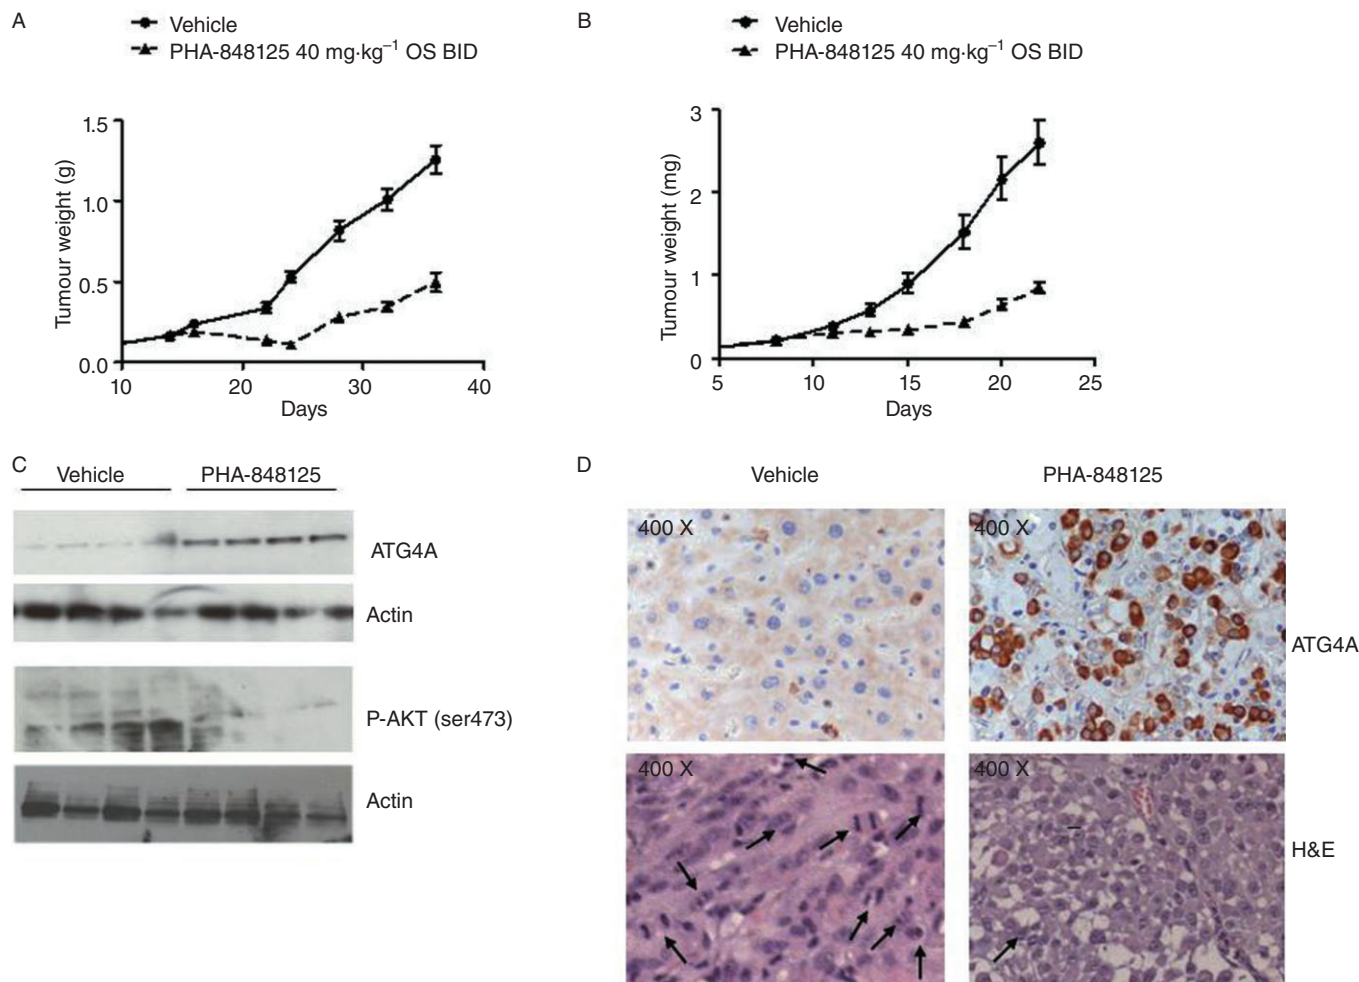 A
Vehicle
PHA-848125 40 mg·kg⁻¹ OS BID
Tumour weight (g)
1.5
1.0
0.5
0.0
10
20
30
40
Days
B
Vehicle
PHA-848125 40 mg·kg⁻¹ OS BID
Tumour weight (mg)
3
2
1
0
5
10
15
20
25
Days
C
Vehicle
PHA-848125
ATG4A
Actin
P-AKT (ser473)
Actin
D
Vehicle
PHA-848125
400 X
400 X
ATG4A
400 X
400 X
H&E